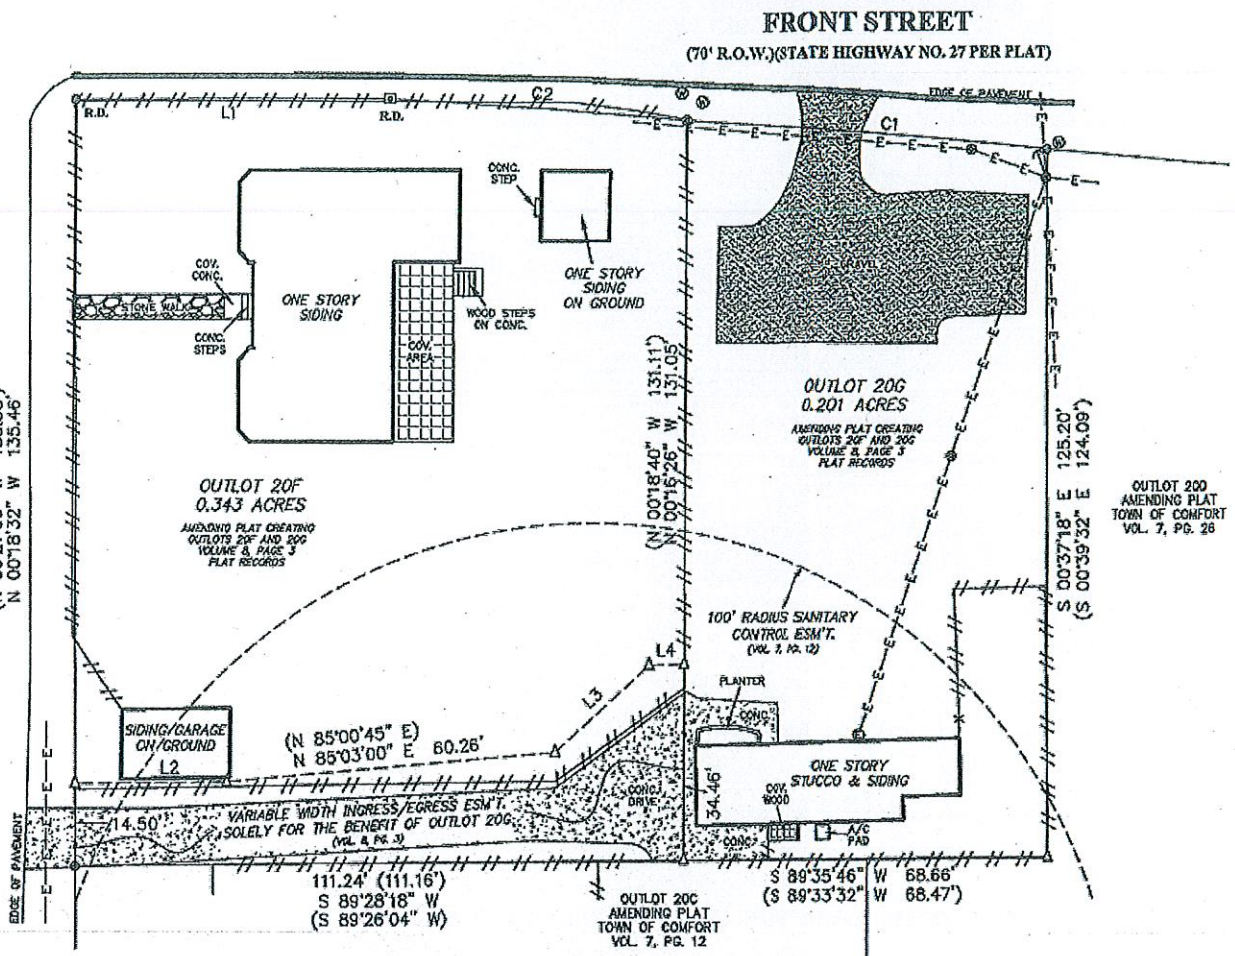 FRONT STREET
(70' R.O.W.)(STATE HIGHWAY NO. 27 PER PLAT)
EDGE OF PAVEMENT
C2
C1
R.D.
L1
R.D.
W
W
W
E
E
E
E
E
E
E
E
CONC.
STEP
ONE STORY
SIDING
ON GROUND
COV.
CONC.
STONE WALK
CONC.
STEPS
ONE STORY
SIDING
COV.
AREA
WOOD STEPS
ON CONC.
GRAVEL
OUTLOT 20G
0.201 ACRES
AMENDING PLAT CREATING
OUTLOTS 20F AND 20G
VOLUME 8, PAGE 3
PLAT RECORDS
(N 00°18'40" W 131.11')
N 00°16'26" W 131.05'
N 00°18'32" W 135.46'
OUTLOT 20F
0.343 ACRES
AMENDING PLAT CREATING
OUTLOTS 20F AND 20G
VOLUME 8, PAGE 3
PLAT RECORDS
S 00°37'18" E 125.20'
(S 00°39'32" E 124.09')
OUTLOT 20D
AMENDING PLAT
TOWN OF COMFORT
VOL. 7, PG. 26
100' RADIUS SANITARY
CONTROL ESM'T.
(VOL. 7, PG. 12)
L4
L3
PLANTER
CONC.
SIDING/GARAGE
ON/GROUND
L2
(N 85°00'45" E)
N 85°03'00" E 60.26'
ONE STORY
STUCCO & SIDING
34.46'
COV.
WOOD
A/C
PAD
CONC.
DRIVE
CONC.
14.50'
VARIABLE WIDTH INGRESS/EGRESS ESM'T.
SOLELY FOR THE BENEFIT OF OUTLOT 20G
(VOL. 8, PG. 3)
EDGE OF PAVEMENT
111.24' (111.16')
S 89°28'18" W
(S 89°26'04" W)
OUTLOT 20C
AMENDING PLAT
TOWN OF COMFORT
VOL. 7, PG. 12
S 89°35'46" W 68.66'
(S 89°33'32" W 68.47')